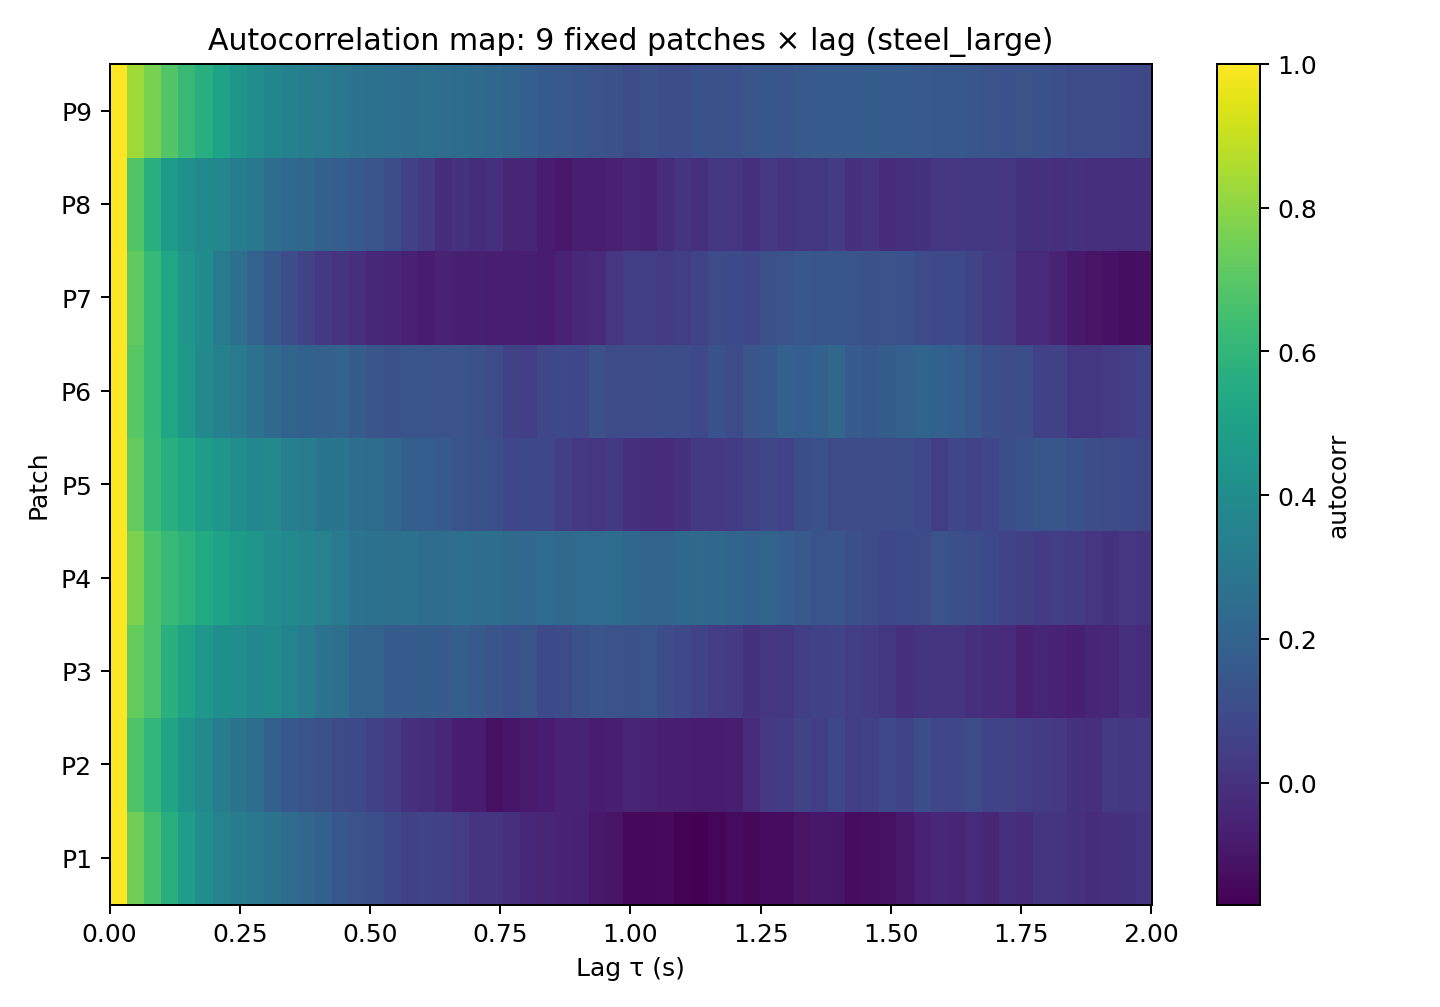 Autocorrelation map: 9 fixed patches × lag (steel_large)
P9
P8
P7
P6
P5
P4
P3
P2
P1
Patch
0.00 0.25 0.50 0.75 1.00 1.25 1.50 1.75 2.00
Lag τ (s)
1.0
0.8
0.6
0.4
0.2
0.0
autocorr